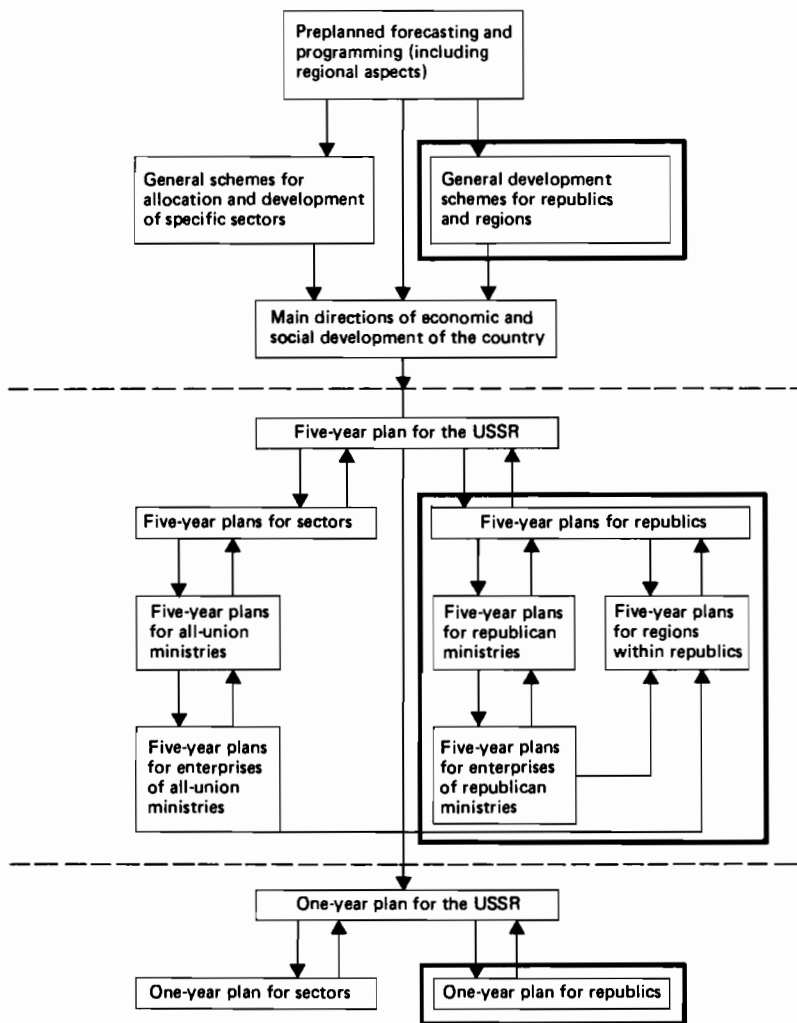 Preplanned forecasting and
programming (including
regional aspects)
General schemes for
allocation and development
of specific sectors
General development
schemes for republics
and regions
Main directions of economic and
social development of the country
Five-year plan for the USSR
Five-year plans for sectors
Five-year plans for republics
Five-year plans
for all-union
ministries
Five-year plans
for republican
ministries
Five-year plans
for regions
within republics
Five-year plans
for enterprises
of all-union
ministries
Five-year plans
for enterprises
of republican
ministries
One-year plan for the USSR
One-year plan for sectors
One-year plan for republics